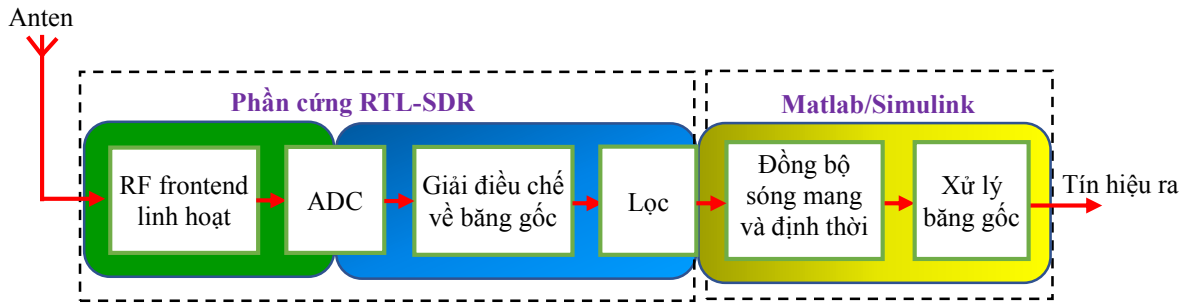 Anten
Phần cứng RTL-SDR
Matlab/Simulink
RF frontend
linh hoạt
ADC
Giải điều chế
về băng gốc
Lọc
Đồng bộ
sóng mang
và định thời
Xử lý
băng gốc
Tín hiệu ra